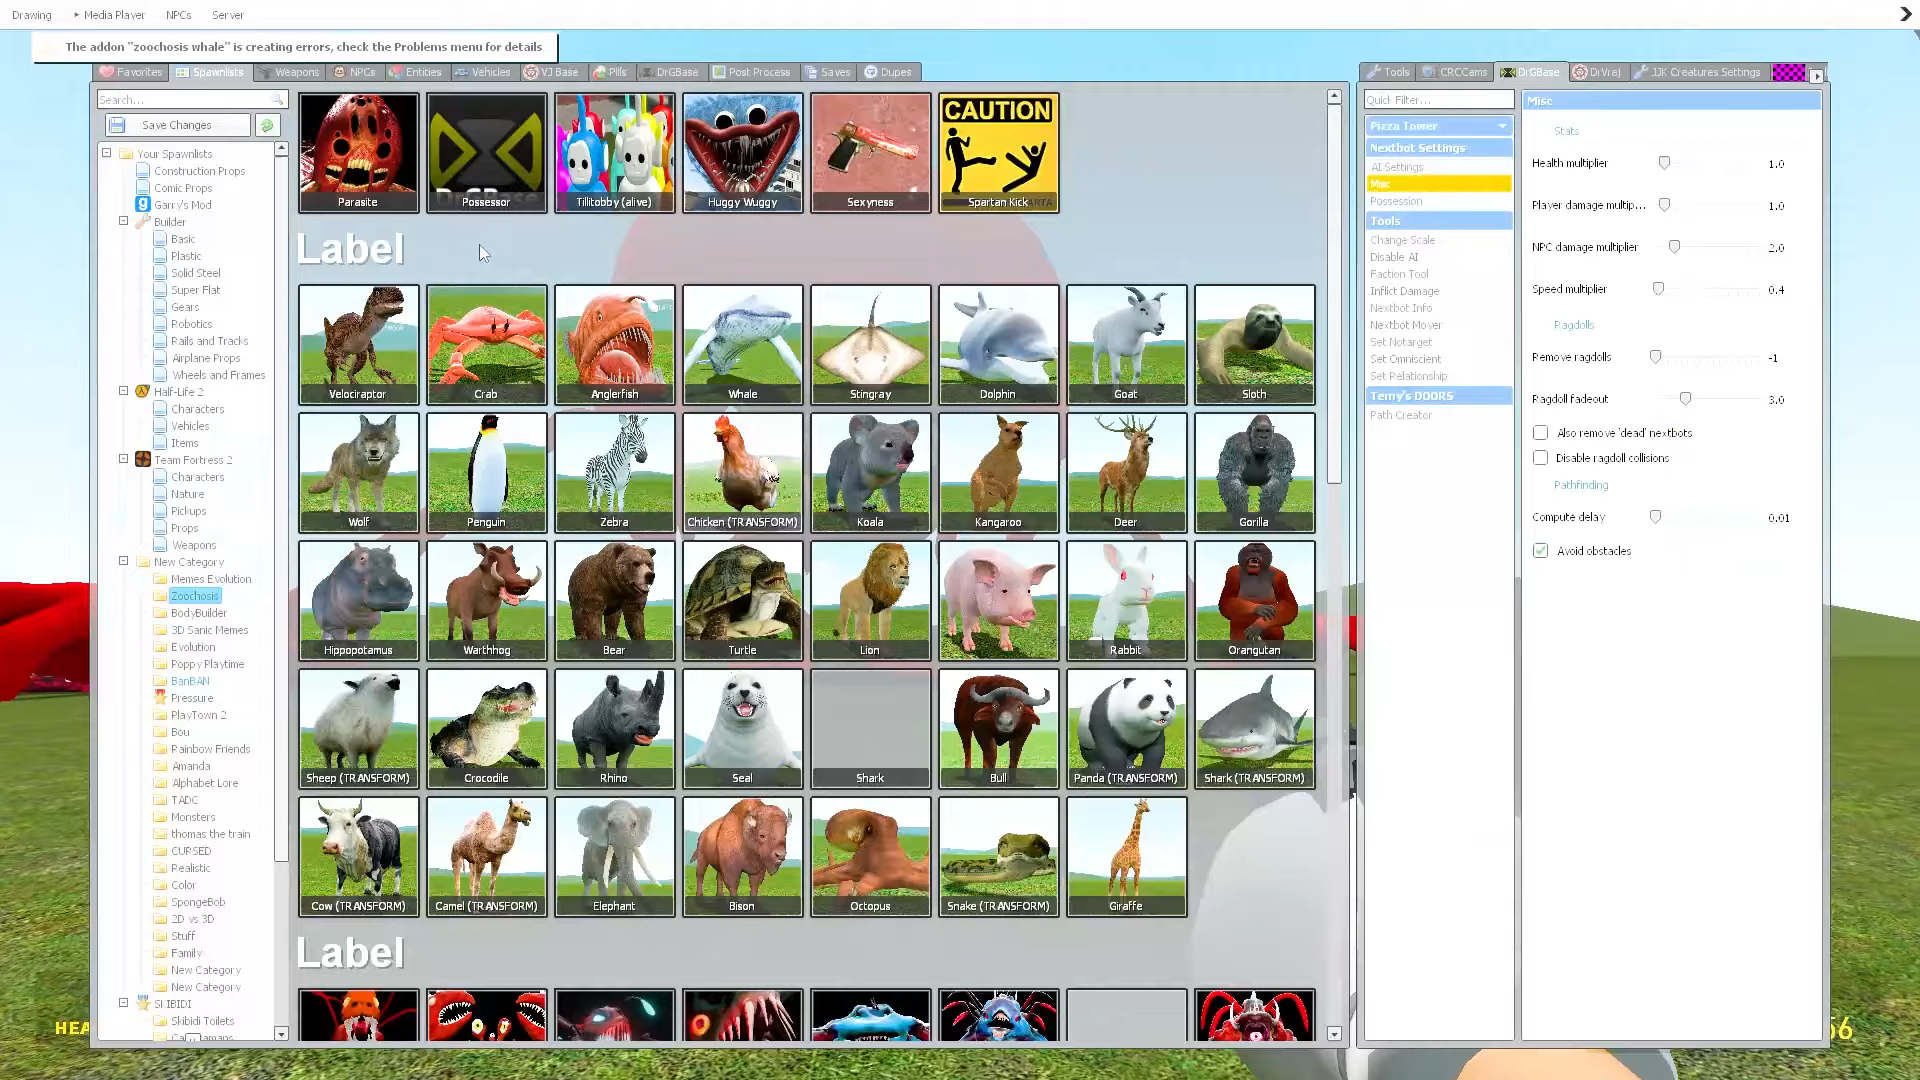 Drawing
Media Player
NPCs
Server
The addon "zoochosis whale" is creating errors, check the Problems menu for details
Favorites
Spawnlists
Weapons
NPCs
Entities
Vehicles
VJ Base
Pills
DrGBase
Post Process
Saves
Dupes
Search...
Save Changes
Your Spawnlists
Construction Props
Comic Props
Garry's Mod
Builder
Basic
Plastic
Solid Steel
Super Flat
Gears
Robotics
Rails and Tracks
Airplane Props
Wheels and Frames
Half-Life 2
Characters
Vehicles
Items
Team Fortress 2
Characters
Nature
Pickups
Props
Weapons
New Category
Memes Evolution
Zoochosis
BodyBuilder
3D Sanic Memes
Evolution
Poppy Playtime
BanBAN
Pressure
PlayTown 2
Bou
Rainbow Friends
Amanda
Alphabet Lore
TADC
Monsters
thomas the train
CURSED
Realistic
Color
SpongeBob
2D vs 3D
Stuff
Family
New Category
New Category
SKIBIDI
Skibidi Toilets
Parasite
Possessor
Tillitobby (alive)
Huggy Wuggy
Sexyness
CAUTION
Spartan Kick
Label
Velociraptor
Crab
Anglerfish
Whale
Stingray
Dolphin
Goat
Sloth
Wolf
Penguin
Zebra
Chicken (TRANSFORM)
Koala
Kangaroo
Deer
Gorilla
Hippopotamus
Warthhog
Bear
Turtle
Lion
Rabbit
Orangutan
Sheep (TRANSFORM)
Crocodile
Rhino
Seal
Shark
Bull
Panda (TRANSFORM)
Shark (TRANSFORM)
Cow (TRANSFORM)
Camel (TRANSFORM)
Elephant
Bison
Octopus
Snake (TRANSFORM)
Giraffe
Label
Tools
CRCCams
DrGBase
DrVrej
JJK Creatures Settings
Quick Filter...
Pizza Tower
Nextbot Settings
AI Settings
Misc
Possession
Tools
Change Scale
Disable AI
Faction Tool
Inflict Damage
Nextbot Info
Nextbot Mover
Set Notarget
Set Omniscient
Set Relationship
Terny's DOORS
Path Creator
Misc
Stats
Health multiplier 1.0
Player damage multip... 1.0
NPC damage multiplier 2.0
Speed multiplier 0.4
Ragdolls
Remove ragdolls -1
Ragdoll fadeout 3.0
Also remove 'dead' nextbots
Disable ragdoll collisions
Pathfinding
Compute delay 0.01
Avoid obstacles
HEA